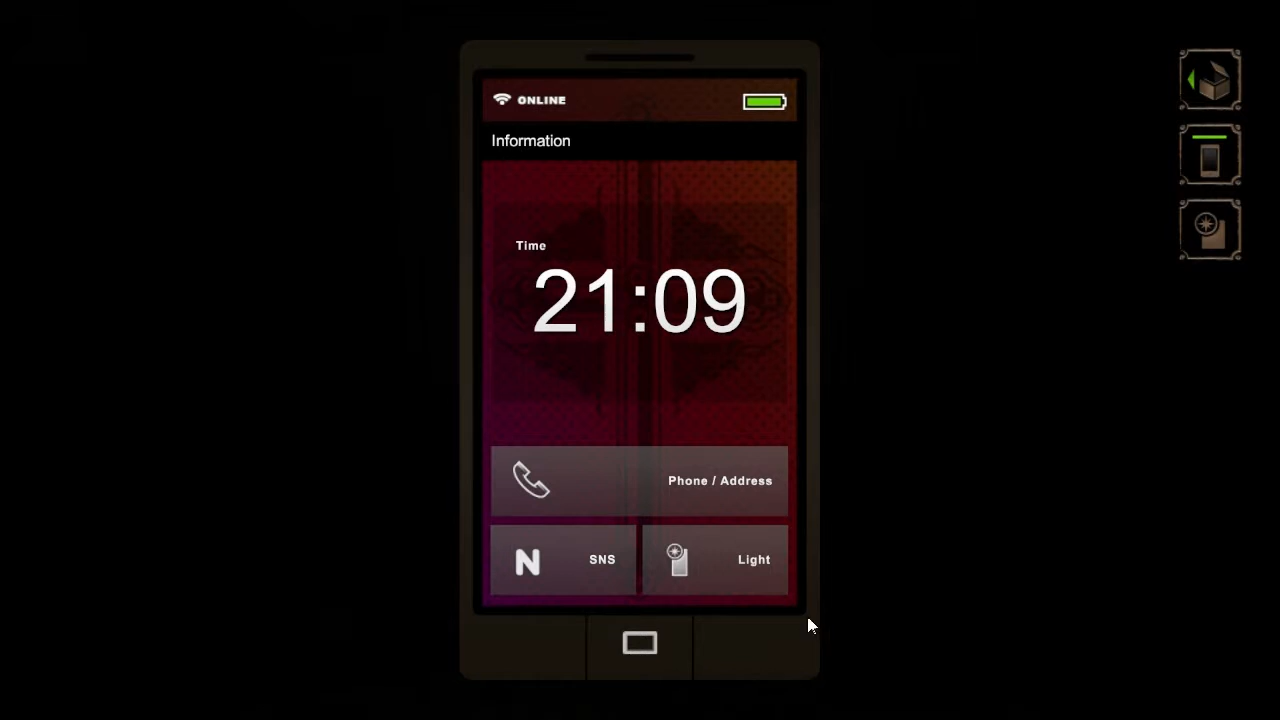 ONLINE
Information
Time
21:09
Phone / Address
N SNS
Light